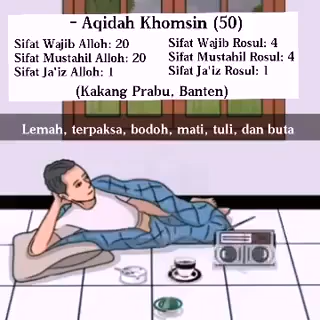 - Aqidah Khomsin (50)
Sifat Wajib Alloh: 20
Sifat Mustahil Alloh: 20
Sifat Ja'iz Alloh: 1
Sifat Wajib Rosul: 4
Sifat Mustahil Rosul: 4
Sifat Ja'iz Rosul: 1
(Kakang Prabu, Banten)
Lemah, terpaksa, bodoh, mati, tuli, dan buta